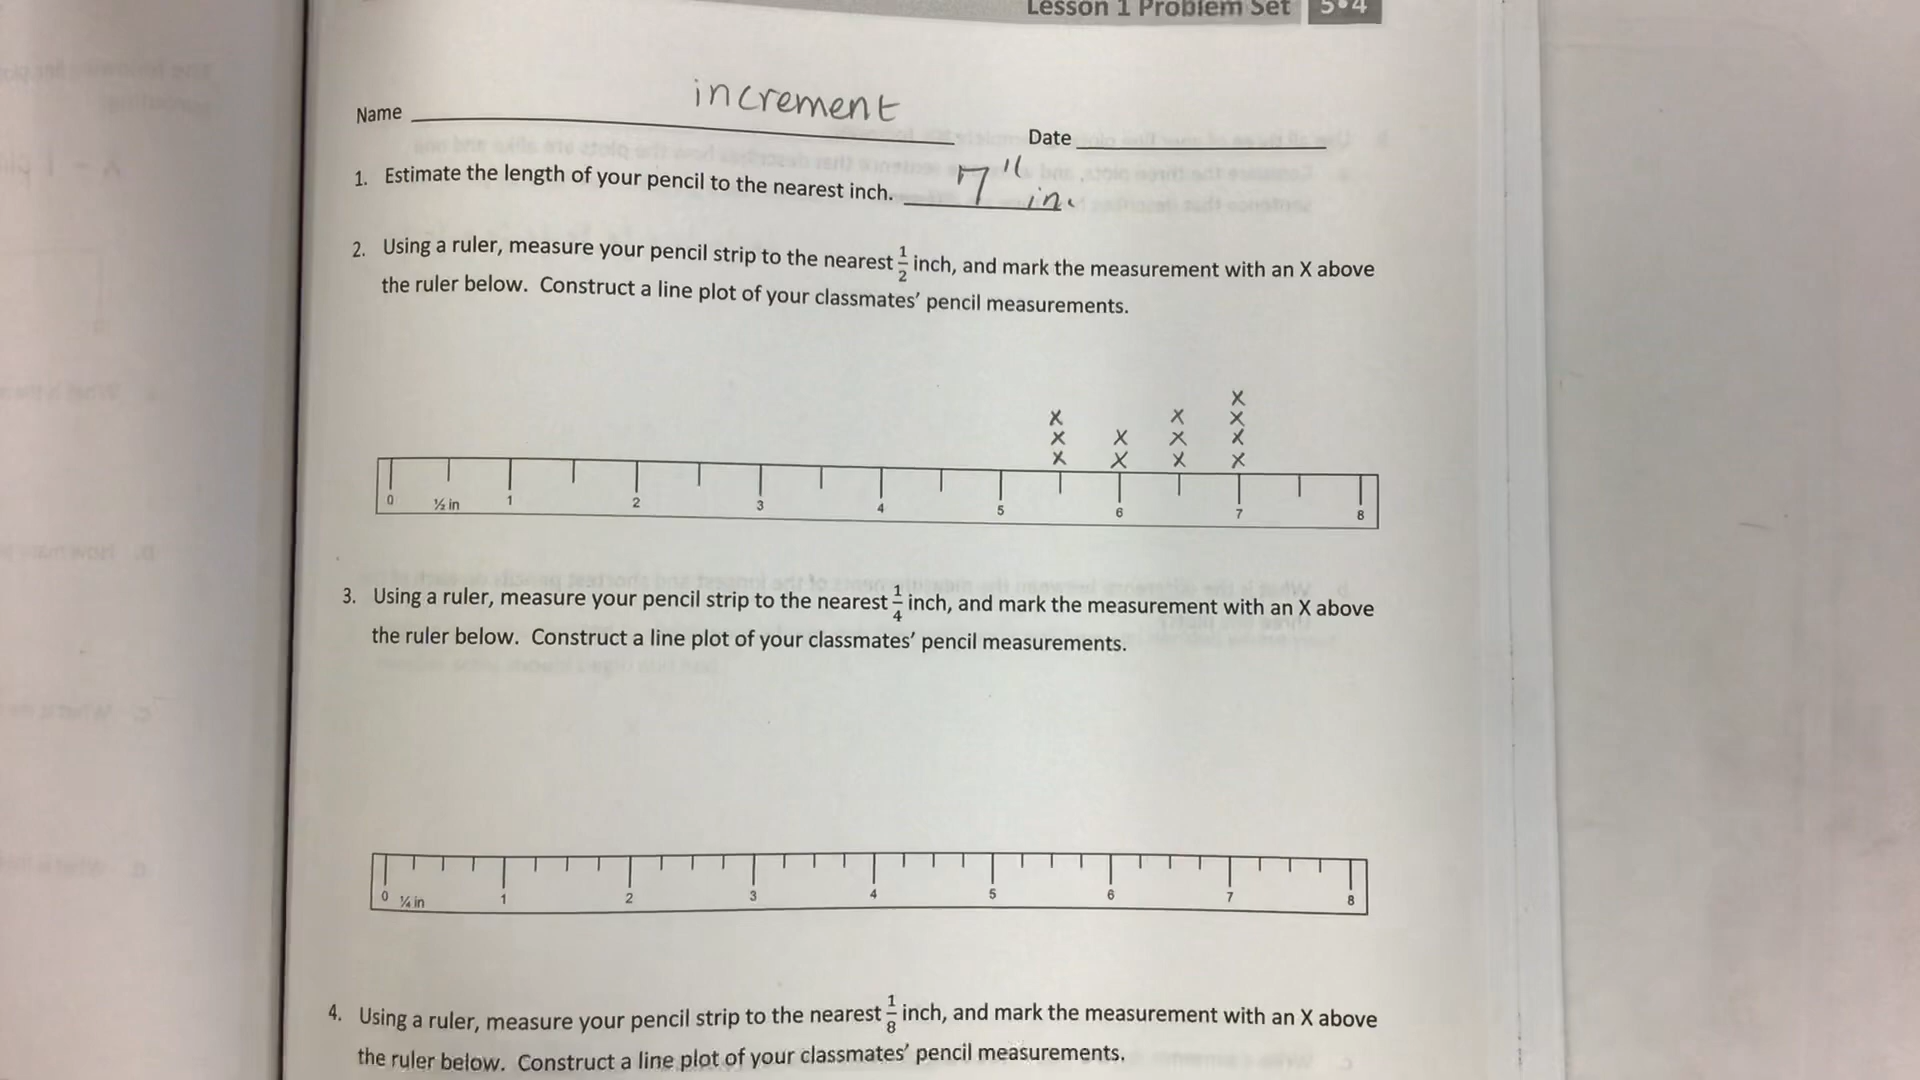 Lesson 1 Problem Set 5•4
increment
Name
Date
1. Estimate the length of your pencil to the nearest inch. 7" in.
2. Using a ruler, measure your pencil strip to the nearest 1/2 inch, and mark the measurement with an X above
the ruler below. Construct a line plot of your classmates' pencil measurements.
X
X X X
X X X X
X X X X
0 ½ in 1 2 3 4 5 6 7 8
3. Using a ruler, measure your pencil strip to the nearest 1/4 inch, and mark the measurement with an X above
the ruler below. Construct a line plot of your classmates' pencil measurements.
0 ¼ in 1 2 3 4 5 6 7 8
4. Using a ruler, measure your pencil strip to the nearest 1/8 inch, and mark the measurement with an X above
the ruler below. Construct a line plot of your classmates' pencil measurements.